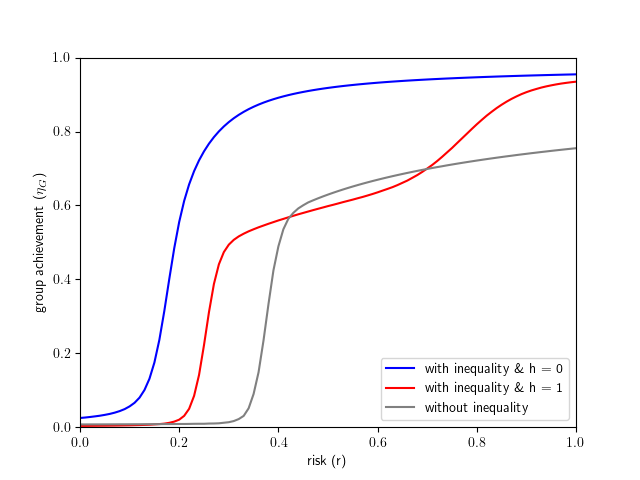 1.0
0.8
0.6
0.4
0.2
0.0
group achievement (η_G)
0.0 0.2 0.4 0.6 0.8 1.0
risk (r)
with inequality & h = 0
with inequality & h = 1
without inequality